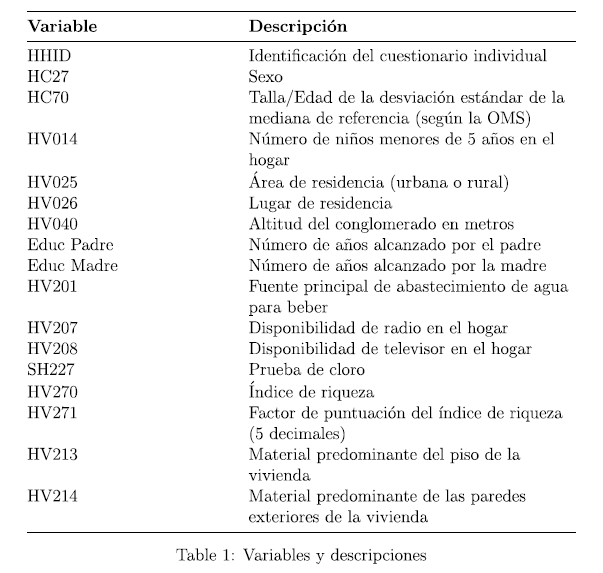 Variable Descripción
HHID Identificación del cuestionario individual
HC27 Sexo
HC70 Talla/Edad de la desviación estándar de la
mediana de referencia (según la OMS)
HV014 Número de niños menores de 5 años en el
hogar
HV025 Área de residencia (urbana o rural)
HV026 Lugar de residencia
HV040 Altitud del conglomerado en metros
Educ Padre Número de años alcanzado por el padre
Educ Madre Número de años alcanzado por la madre
HV201 Fuente principal de abastecimiento de agua
para beber
HV207 Disponibilidad de radio en el hogar
HV208 Disponibilidad de televisor en el hogar
SH227 Prueba de cloro
HV270 Índice de riqueza
HV271 Factor de puntuación del índice de riqueza
(5 decimales)
HV213 Material predominante del piso de la
vivienda
HV214 Material predominante de las paredes
exteriores de la vivienda
Table 1: Variables y descripciones